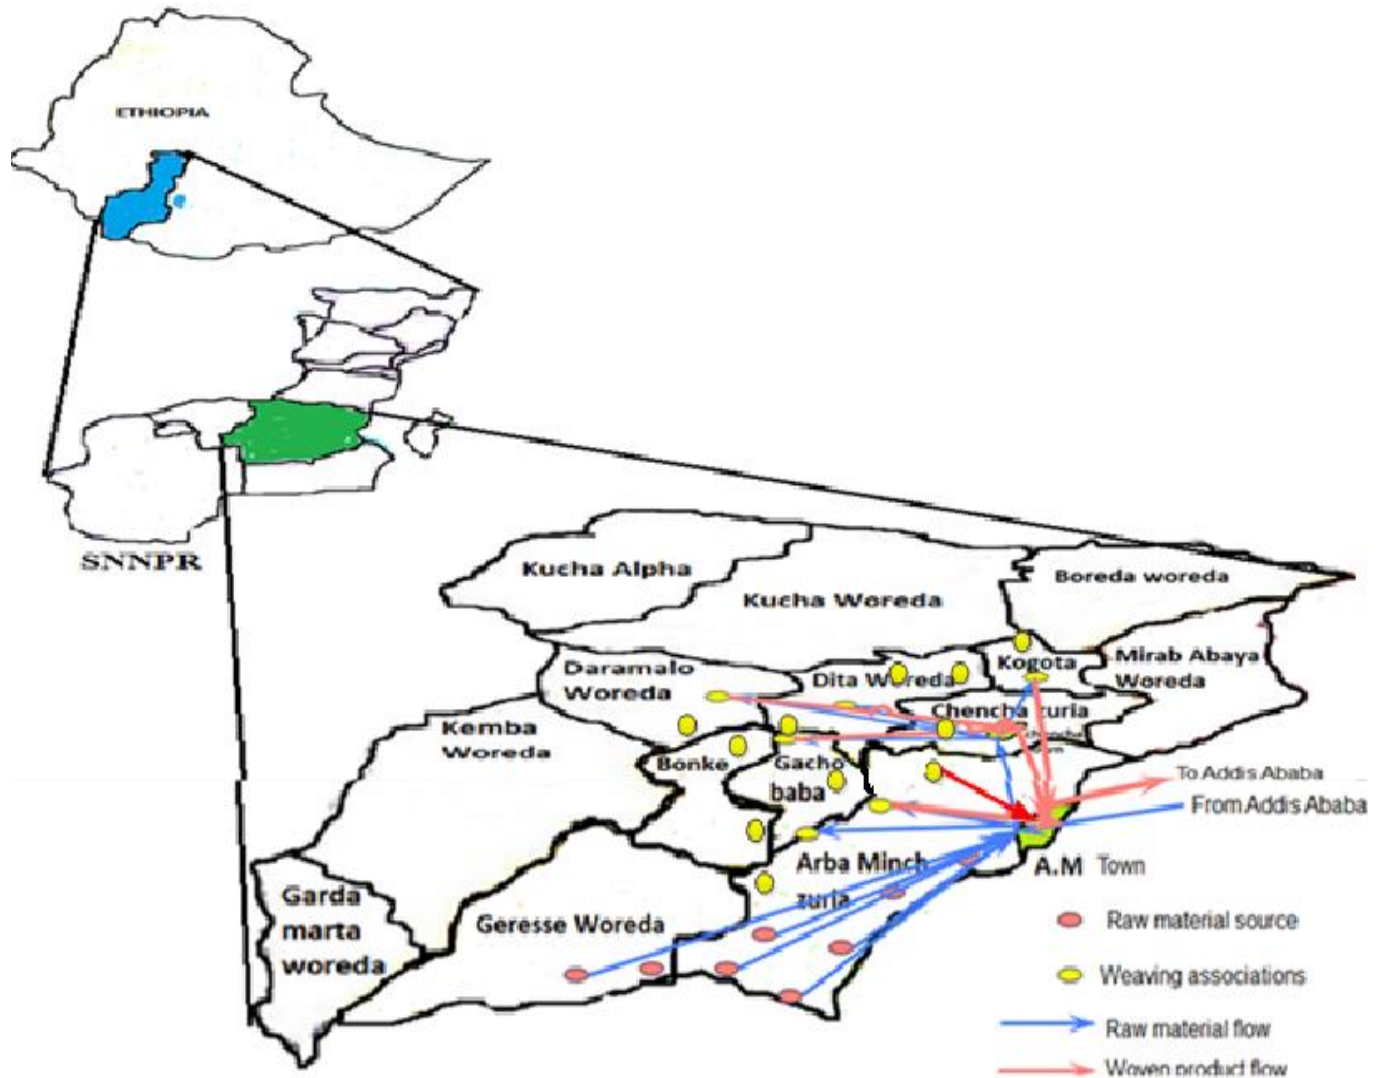 ETHIOPIA
SNNPR
Kucha Alpha
Kucha Woreda
Boreda woreda
Daramalo
Woreda
Dita Woreda
Kogota
Mirab Abaya
Woreda
Chencha zuria
Kemba
Woreda
Bonke
Gacho
baba
To Addis Ababa
From Addis Ababa
Arba Minch
zuria
A.M Town
Garda
marta
woreda
Geresse Woreda
Raw material source
Weaving associations
Raw material flow
Woven product flow